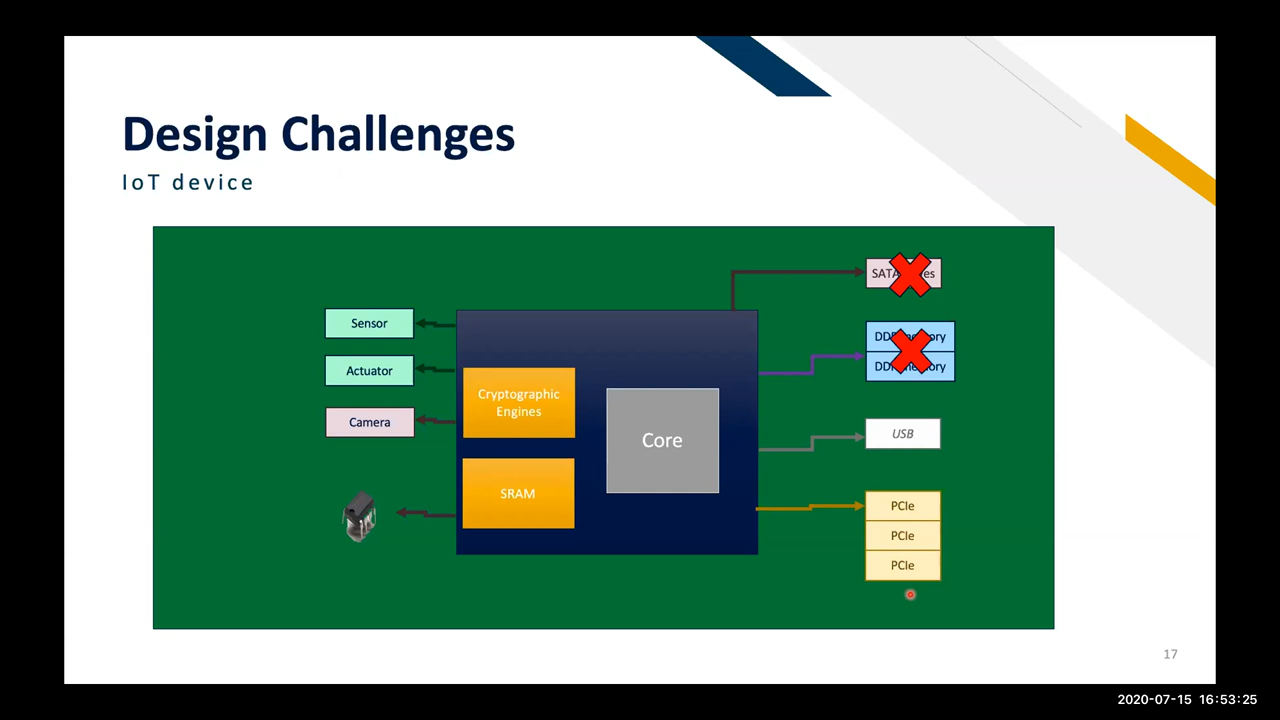 Design Challenges
IoT device
Sensor
Actuator
Camera
Cryptographic
Engines
SRAM
Core
USB
PCIe
PCIe
PCIe
17
2020-07-15 16:53:25